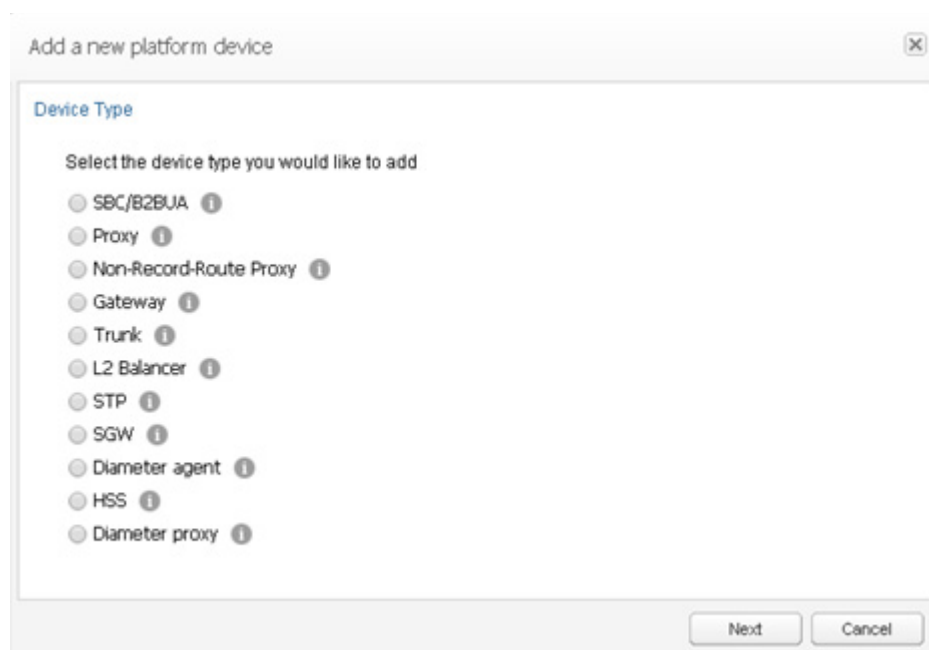 Add a new platform device
Device Type
Select the device type you would like to add
SBC/B2BUA
Proxy
Non-Record-Route Proxy
Gateway
Trunk
L2 Balancer
STP
SGW
Diameter agent
HSS
Diameter proxy
Next Cancel